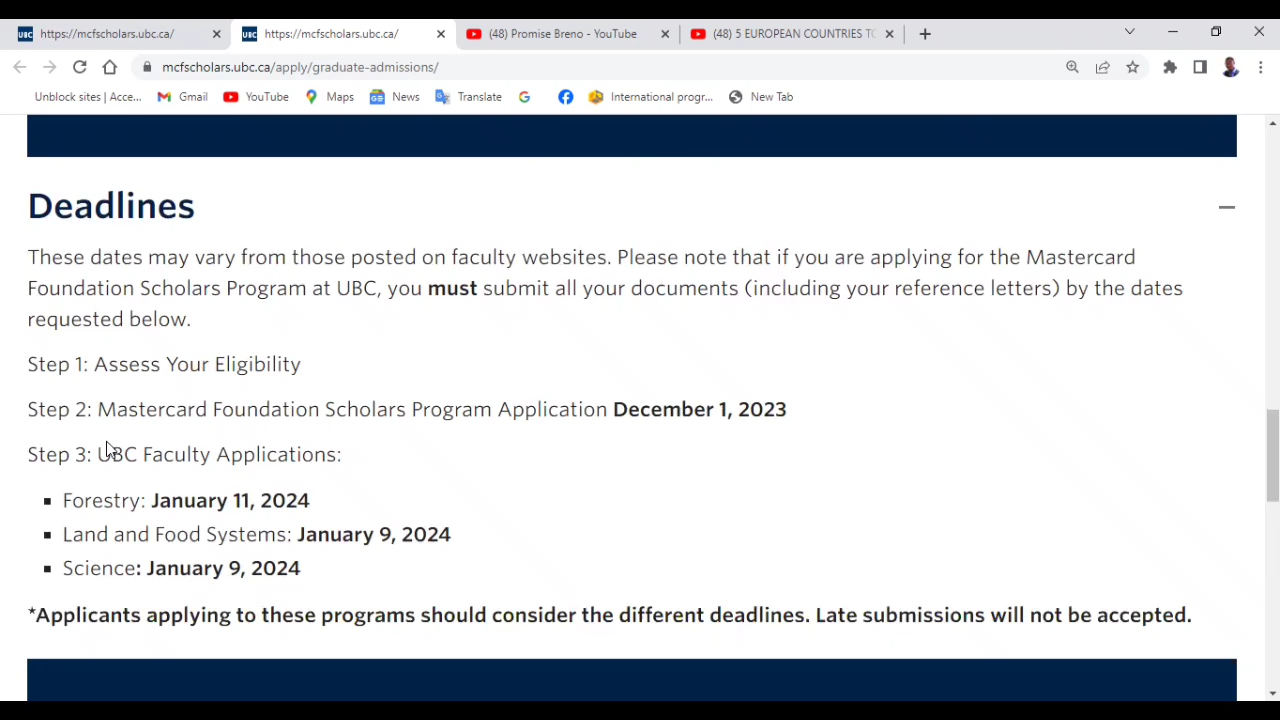 UBC https://mcfscholars.ubc.ca/ UBC https://mcfscholars.ubc.ca/ (48) Promise Breno - YouTube (48) 5 EUROPEAN COUNTRIES TO
mcfscholars.ubc.ca/apply/graduate-admissions/
Unblock sites | Acce... Gmail YouTube Maps News Translate International progr... New Tab
Deadlines
These dates may vary from those posted on faculty websites. Please note that if you are applying for the Mastercard
Foundation Scholars Program at UBC, you must submit all your documents (including your reference letters) by the dates
requested below.
Step 1: Assess Your Eligibility
Step 2: Mastercard Foundation Scholars Program Application December 1, 2023
Step 3: UBC Faculty Applications:
Forestry: January 11, 2024
Land and Food Systems: January 9, 2024
Science: January 9, 2024
*Applicants applying to these programs should consider the different deadlines. Late submissions will not be accepted.